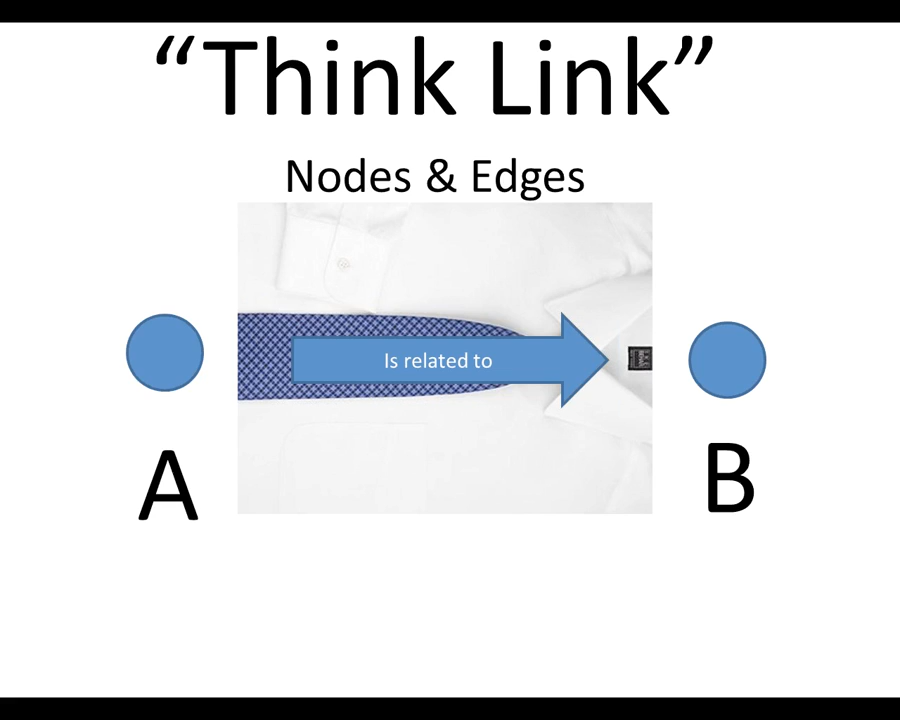 “Think Link”
Nodes & Edges
Is related to
A
B